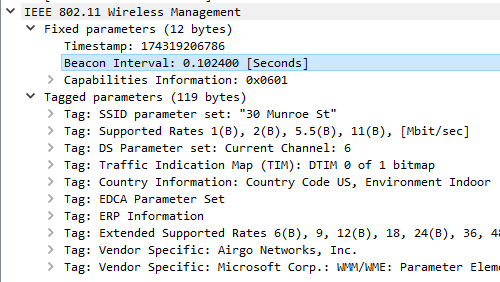 IEEE 802.11 Wireless Management
Fixed parameters (12 bytes)
Timestamp: 174319206786
Beacon Interval: 0.102400 [Seconds]
Capabilities Information: 0x0601
Tagged parameters (119 bytes)
Tag: SSID parameter set: "30 Munroe St"
Tag: Supported Rates 1(B), 2(B), 5.5(B), 11(B), [Mbit/sec]
Tag: DS Parameter set: Current Channel: 6
Tag: Traffic Indication Map (TIM): DTIM 0 of 1 bitmap
Tag: Country Information: Country Code US, Environment Indoor
Tag: EDCA Parameter Set
Tag: ERP Information
Tag: Extended Supported Rates 6(B), 9, 12(B), 18, 24(B), 36, 48
Tag: Vendor Specific: Airgo Networks, Inc.
Tag: Vendor Specific: Microsoft Corp.: WMM/WME: Parameter Eleme